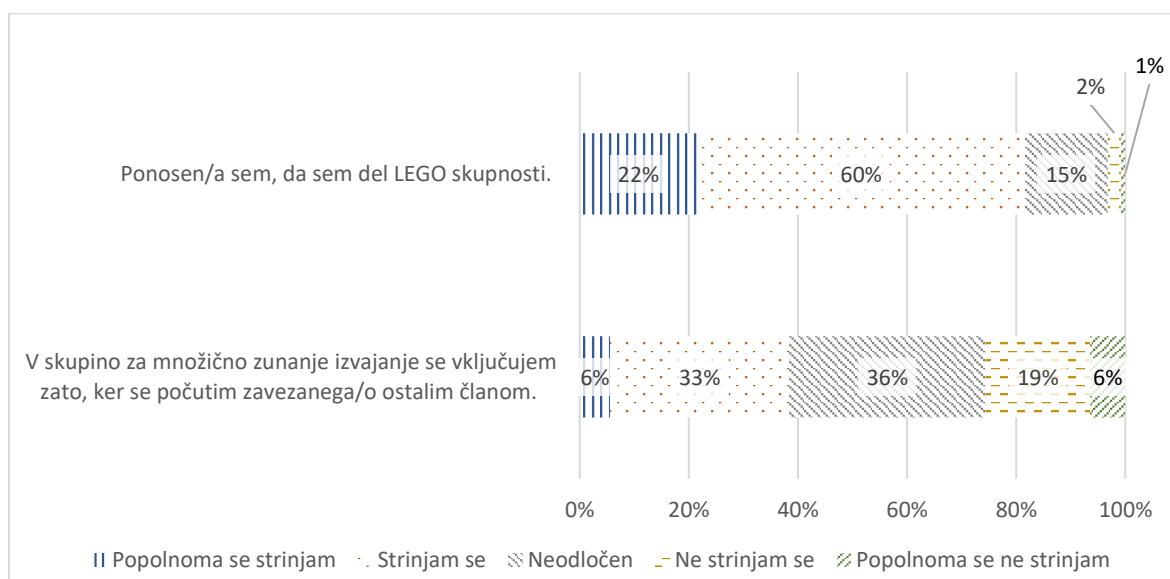 1%
2%
Ponosen/a sem, da sem del LEGO skupnosti.
22%
60%
15%
V skupino za množično zunanje izvajanje se vključujem
zato, ker se počutim zavezanega/o ostalim članom.
6%
33%
36%
19%
6%
0%
20%
40%
60%
80%
100%
Popolnoma se strinjam
Strinjam se
Neodločen
Ne strinjam se
Popolnoma se ne strinjam